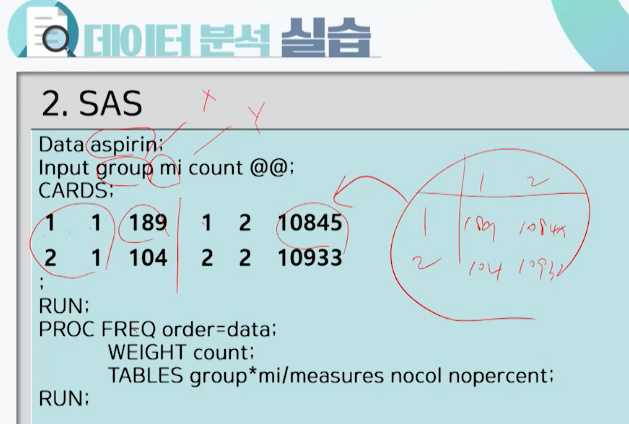 데이터 분석 실습
2. SAS
X
Y
Data aspirin;
Input group mi count @@;
CARDS;
1 1 189 1 2 10845
2 1 104 2 2 10933
;
RUN;
PROC FREQ order=data;
WEIGHT count;
TABLES group*mi/measures nocol nopercent;
RUN;
1 2
1 189
2 104